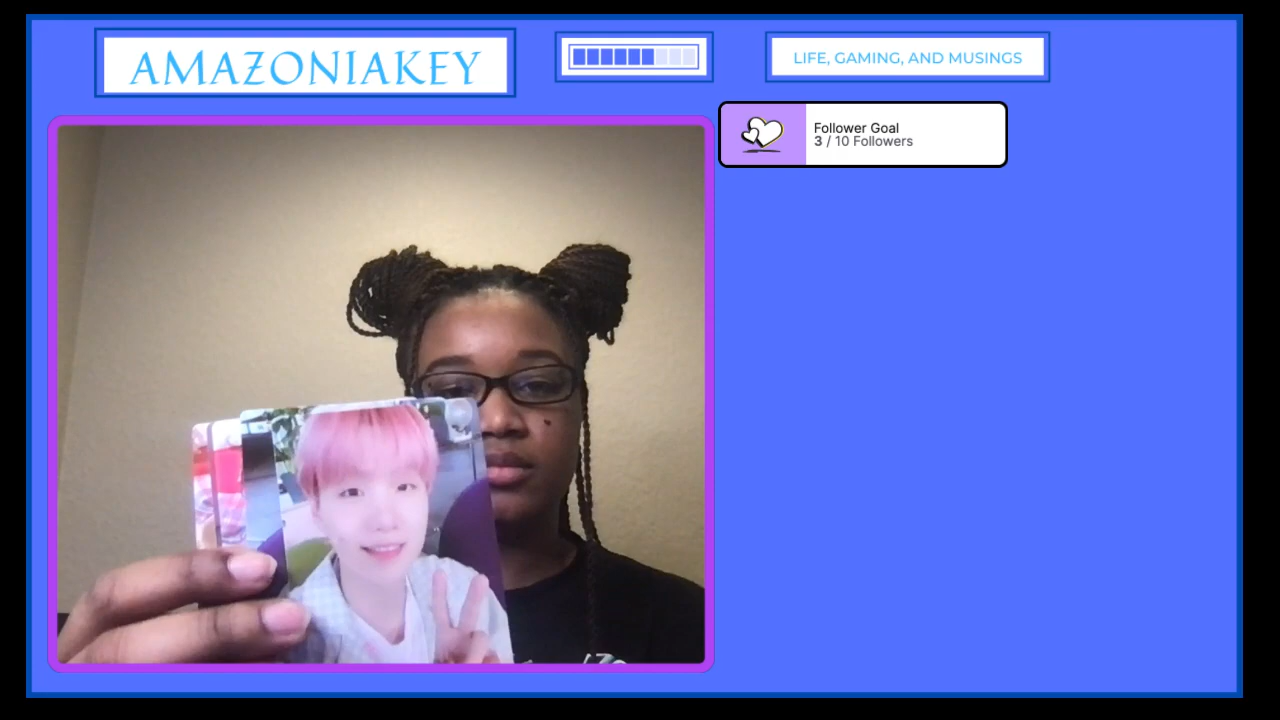 AMAZONIAKEY
LIFE, GAMING, AND MUSINGS
Follower Goal
3 / 10 Followers